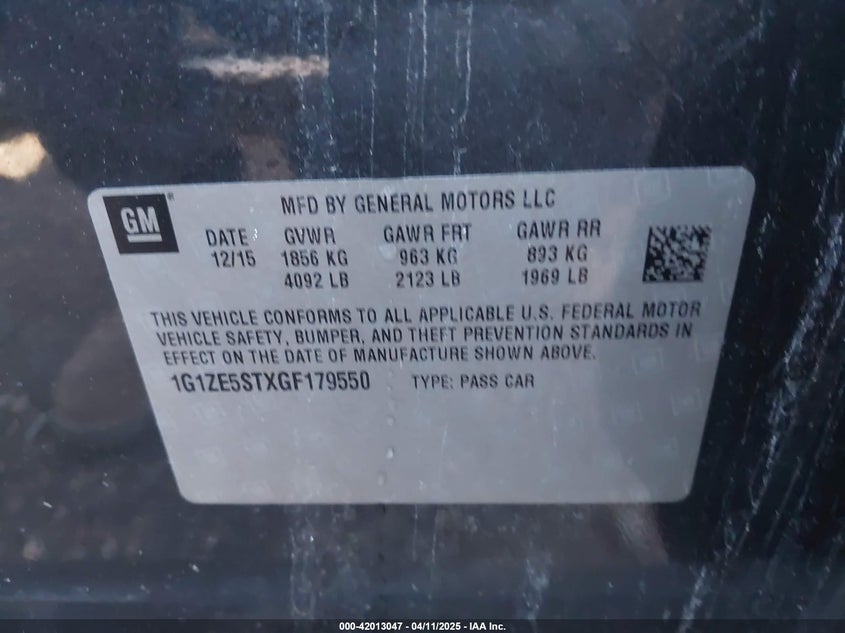 GM®
MFD BY GENERAL MOTORS LLC
DATE GVWR GAWR FRT GAWR RR
12/15 1856 KG 963 KG 893 KG
4092 LB 2123 LB 1969 LB
THIS VEHICLE CONFORMS TO ALL APPLICABLE U.S. FEDERAL MOTOR
VEHICLE SAFETY, BUMPER, AND THEFT PREVENTION STANDARDS IN
EFFECT ON THE DATE OF MANUFACTURE SHOWN ABOVE.
1G1ZE5STXGF179550 TYPE: PASS CAR
000-42013047 - 04/11/2025 - IAA Inc.